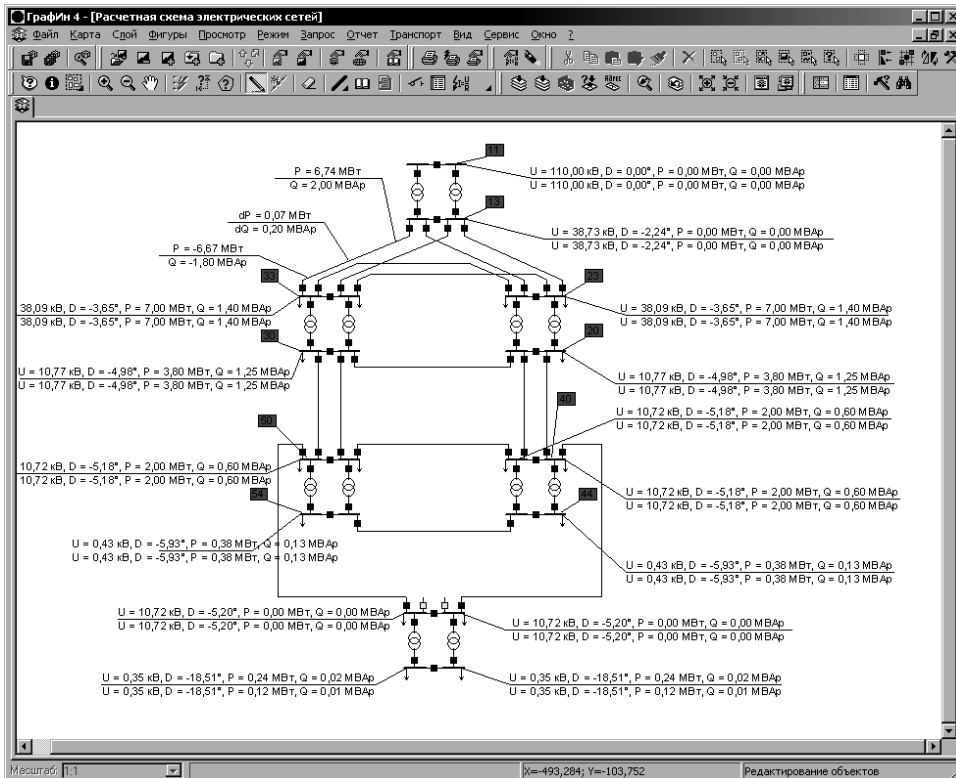 ГрафИн 4 - [Расчетная схема электрических сетей]
Файл Карта Слой Фигуры Просмотр Режим Запрос Отчет Транспорт Вид Сервис Окно ?
11
P = 6,74 МВт
Q = 2,00 МВАр
U = 110,00 кВ, D = 0,00°, P = 0,00 МВт, Q = 0,00 МВАр
U = 110,00 кВ, D = 0,00°, P = 0,00 МВт, Q = 0,00 МВАр
13
dP = 0,07 МВт
dQ = 0,20 МВАр
U = 38,73 кВ, D = -2,24°, P = 0,00 МВт, Q = 0,00 МВАр
U = 38,73 кВ, D = -2,24°, P = 0,00 МВт, Q = 0,00 МВАр
P = -6,67 МВт
Q = -1,80 МВАр
33
23
38,09 кВ, D = -3,65°, P = 7,00 МВт, Q = 1,40 МВАр
38,09 кВ, D = -3,65°, P = 7,00 МВт, Q = 1,40 МВАр
U = 38,09 кВ, D = -3,65°, P = 7,00 МВт, Q = 1,40 МВАр
U = 38,09 кВ, D = -3,65°, P = 7,00 МВт, Q = 1,40 МВАр
30
20
U = 10,77 кВ, D = -4,98°, P = 3,80 МВт, Q = 1,25 МВАр
U = 10,77 кВ, D = -4,98°, P = 3,80 МВт, Q = 1,25 МВАр
U = 10,77 кВ, D = -4,98°, P = 3,80 МВт, Q = 1,25 МВАр
U = 10,77 кВ, D = -4,98°, P = 3,80 МВт, Q = 1,25 МВАр
40
U = 10,72 кВ, D = -5,18°, P = 2,00 МВт, Q = 0,60 МВАр
U = 10,72 кВ, D = -5,18°, P = 2,00 МВт, Q = 0,60 МВАр
50
10,72 кВ, D = -5,18°, P = 2,00 МВт, Q = 0,60 МВАр
10,72 кВ, D = -5,18°, P = 2,00 МВт, Q = 0,60 МВАр
U = 10,72 кВ, D = -5,18°, P = 2,00 МВт, Q = 0,60 МВАр
U = 10,72 кВ, D = -5,18°, P = 2,00 МВт, Q = 0,60 МВАр
54
44
U = 0,43 кВ, D = -5,93°, P = 0,38 МВт, Q = 0,13 МВАр
U = 0,43 кВ, D = -5,93°, P = 0,38 МВт, Q = 0,13 МВАр
U = 0,43 кВ, D = -5,93°, P = 0,38 МВт, Q = 0,13 МВАр
U = 0,43 кВ, D = -5,93°, P = 0,38 МВт, Q = 0,13 МВАр
U = 10,72 кВ, D = -5,20°, P = 0,00 МВт, Q = 0,00 МВАр
U = 10,72 кВ, D = -5,20°, P = 0,00 МВт, Q = 0,00 МВАр
U = 10,72 кВ, D = -5,20°, P = 0,00 МВт, Q = 0,00 МВАр
U = 10,72 кВ, D = -5,20°, P = 0,00 МВт, Q = 0,00 МВАр
U = 0,35 кВ, D = -18,51°, P = 0,24 МВт, Q = 0,02 МВАр
U = 0,35 кВ, D = -18,51°, P = 0,12 МВт, Q = 0,01 МВАр
U = 0,35 кВ, D = -18,51°, P = 0,24 МВт, Q = 0,02 МВАр
U = 0,35 кВ, D = -18,51°, P = 0,12 МВт, Q = 0,01 МВАр
Масштаб: 1:1 X=-493,284; Y=-103,752 Редактирование объектов